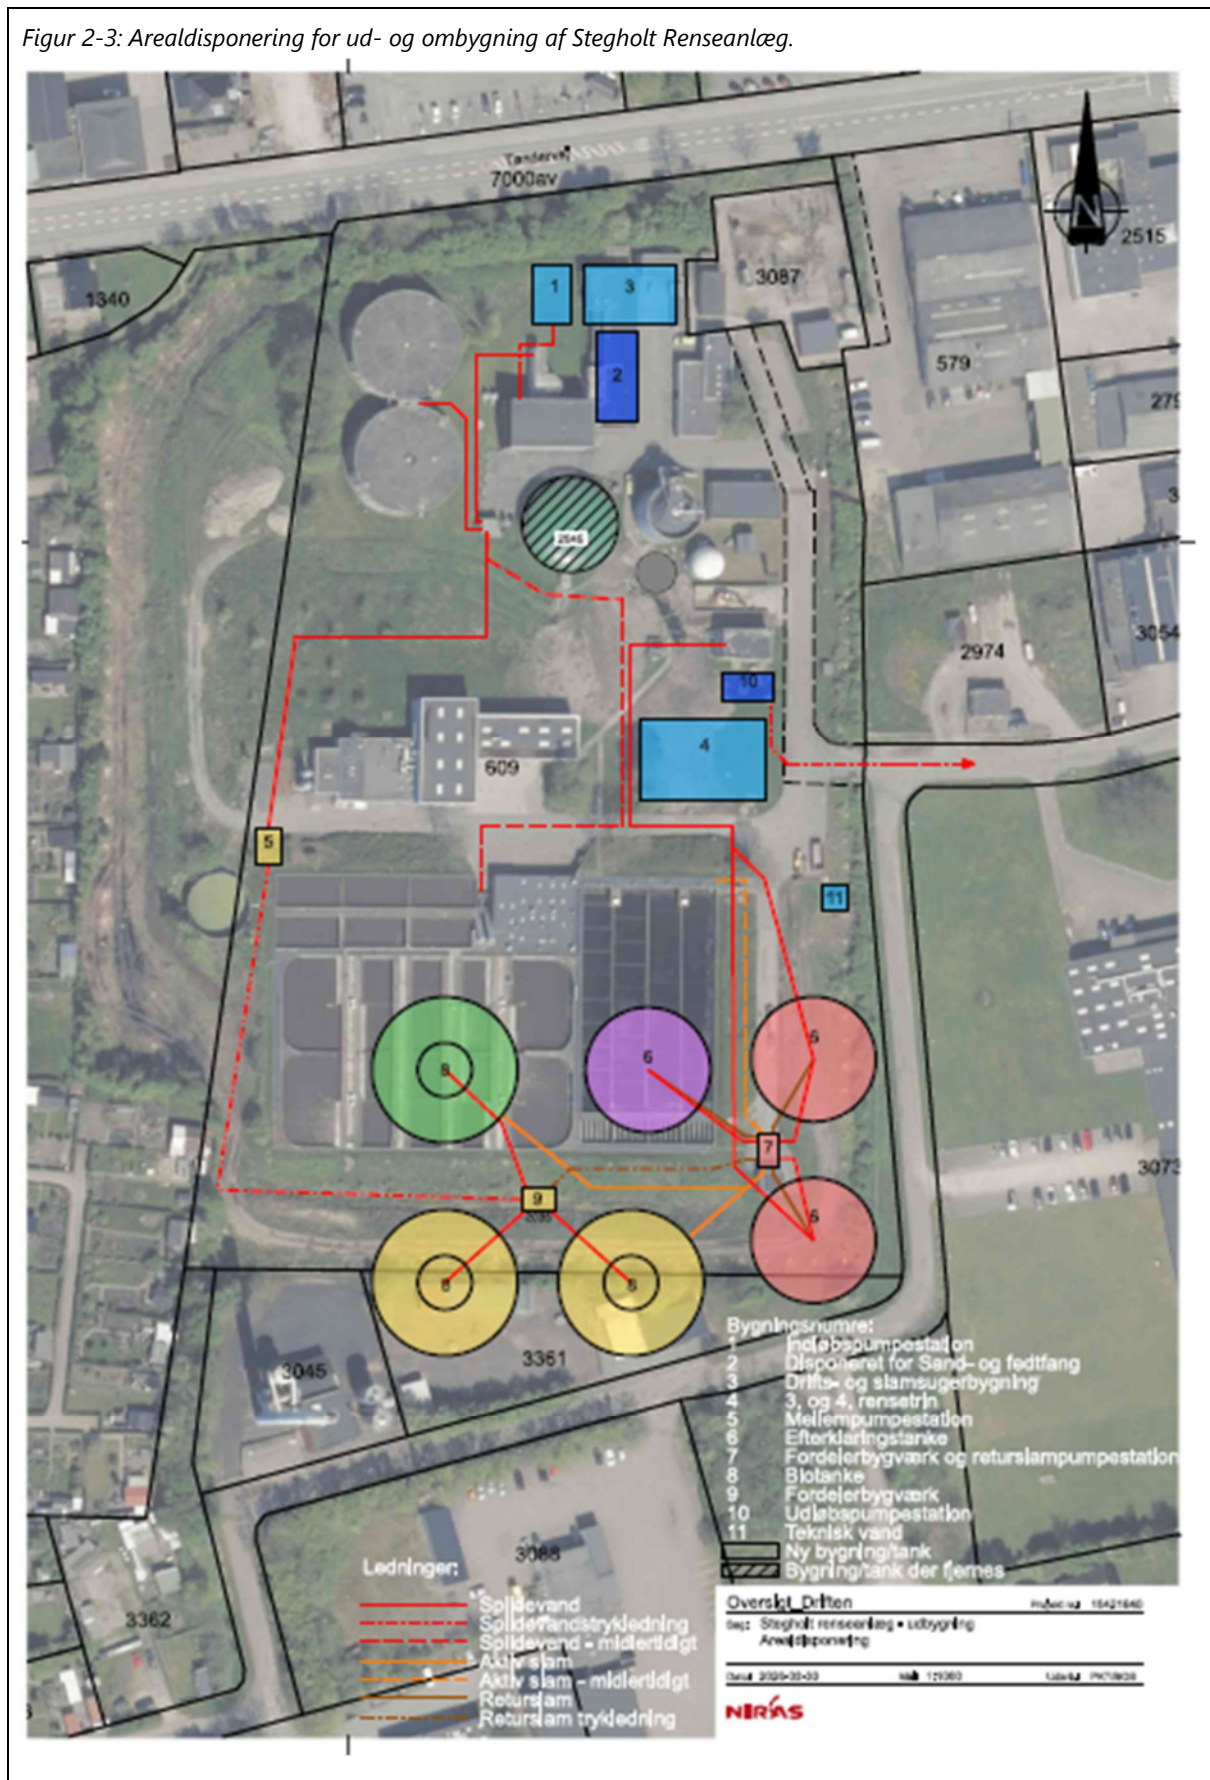 Figur 2-3: Arealdisponering for ud- og ombygning af Stegholt Renseanlæg.
Tøndervej
7000av
N
2515
1340
3087
1
3
2
579
3054
2974
10
4
609
5
11
8
6
6
7
3073
9
6
8
8
3361
3045
3088
3362
Bygningsnumre:
1 Indløbspumpestation
2 Disponeret for Sand- og fedtfang
3 Drifts- og slamsugerbygning
4 3, og 4, rensetrin
5 Mellempumpestation
6 Efterklaringstanke
7 Fordelerbygværk og returslampumpestation
8 Biotanke
9 Fordelerbygværk
10 Udløbspumpestation
11 Teknisk vand
Ny bygning/tank
Bygning/tank der fjernes
Ledninger:
Spildevand
Spildevandstrykledning
Spildevand - midlertidigt
Aktiv slam
Aktiv slam - midlertidigt
Returslam
Returslam trykledning
Oversigt_Driften
Sag: Stegholt renseanlæg - udbygning
Arealdisponering
NIRAS